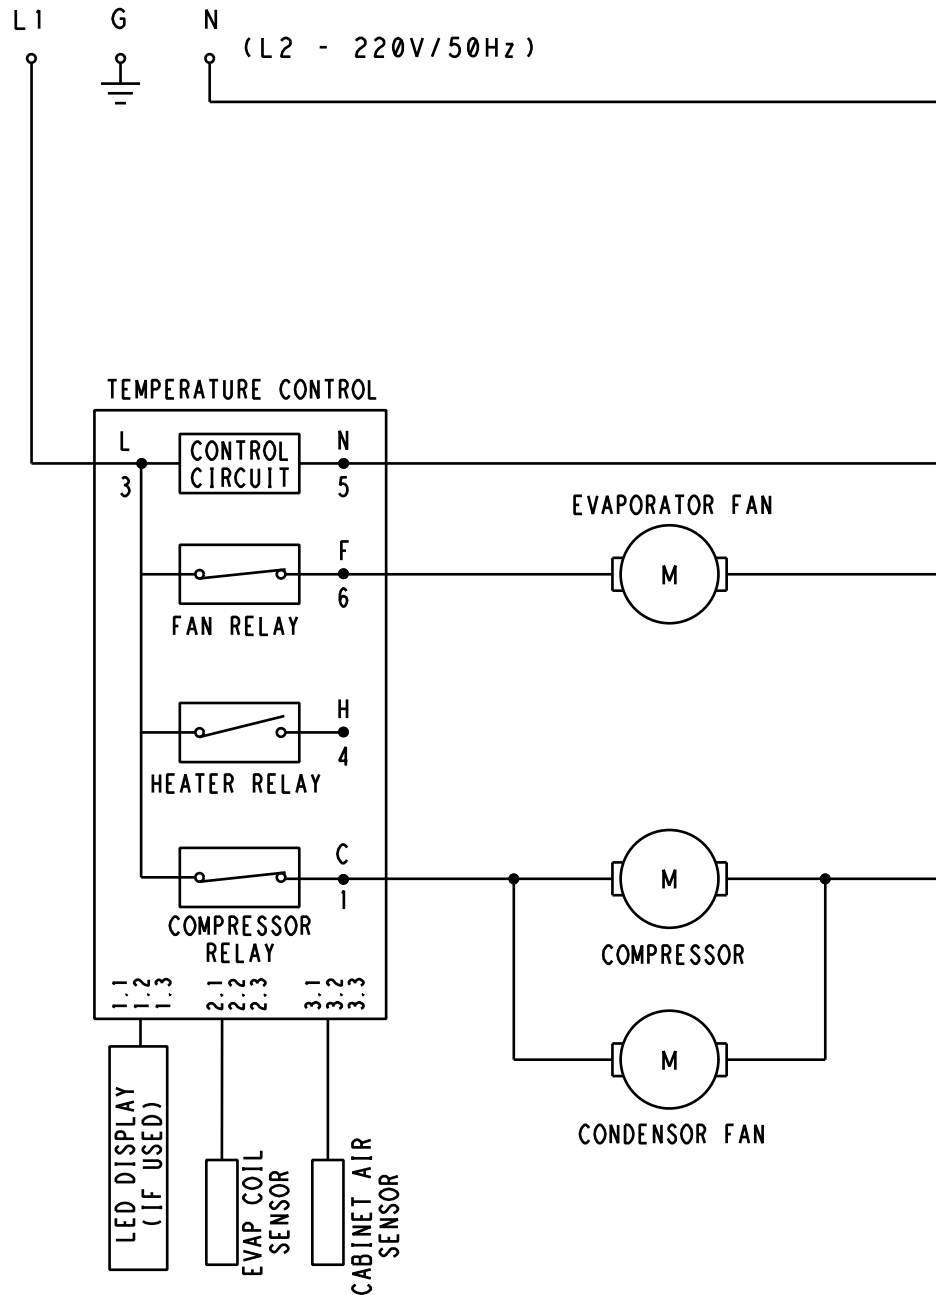 L1 G N
(L2 - 220V/50Hz)
TEMPERATURE CONTROL
L
CONTROL
CIRCUIT
N
3
5
EVAPORATOR FAN
F
M
6
FAN RELAY
H
4
HEATER RELAY
C
M
1
COMPRESSOR
RELAY
COMPRESSOR
1.1
1.2
1.3
2.1
2.2
2.3
3.1
3.2
3.3
M
CONDENSOR FAN
LED DISPLAY
(IF USED)
EVAP COIL
SENSOR
CABINET AIR
SENSOR